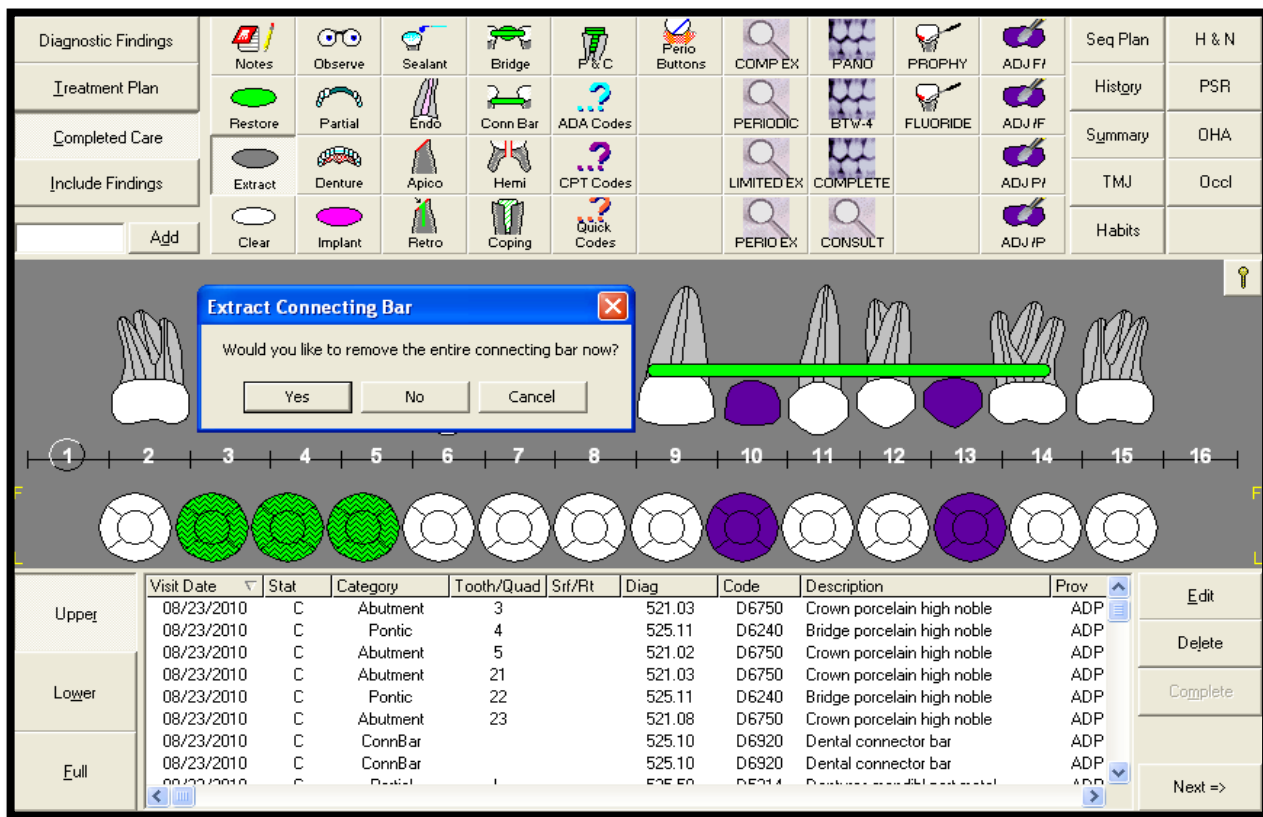 Diagnostic Findings
Treatment Plan
Completed Care
Include Findings
Add
Notes Observe Sealant Bridge P & C Perio Buttons COMP EX PANO PROPHY ADJ F/
Restore Partial Endo Conn Bar ADA Codes PERIODIC BTW-4 FLUORIDE ADJ /F
Extract Denture Apico Hemi CPT Codes LIMITED EX COMPLETE ADJ P/
Clear Implant Retro Coping Quick Codes PERIO EX CONSULT ADJ /P
Seq Plan H & N
History PSR
Summary OHA
TMJ Occl
Habits
Extract Connecting Bar
Would you like to remove the entire connecting bar now?
Yes No Cancel
1 2 3 4 5 6 7 8 9 10 11 12 13 14 15 16
F F
L L
Upper
Lower
Full
Visit Date Stat Category Tooth/Quad Srf/Rt Diag Code Description Prov
08/23/2010 C Abutment 3 521.03 D6750 Crown porcelain high noble ADP
08/23/2010 C Pontic 4 525.11 D6240 Bridge porcelain high noble ADP
08/23/2010 C Abutment 5 521.02 D6750 Crown porcelain high noble ADP
08/23/2010 C Abutment 21 521.03 D6750 Crown porcelain high noble ADP
08/23/2010 C Pontic 22 525.11 D6240 Bridge porcelain high noble ADP
08/23/2010 C Abutment 23 521.08 D6750 Crown porcelain high noble ADP
08/23/2010 C ConnBar 525.10 D6920 Dental connector bar ADP
08/23/2010 C ConnBar 525.10 D6920 Dental connector bar ADP
Edit
Delete
Complete
Next =>